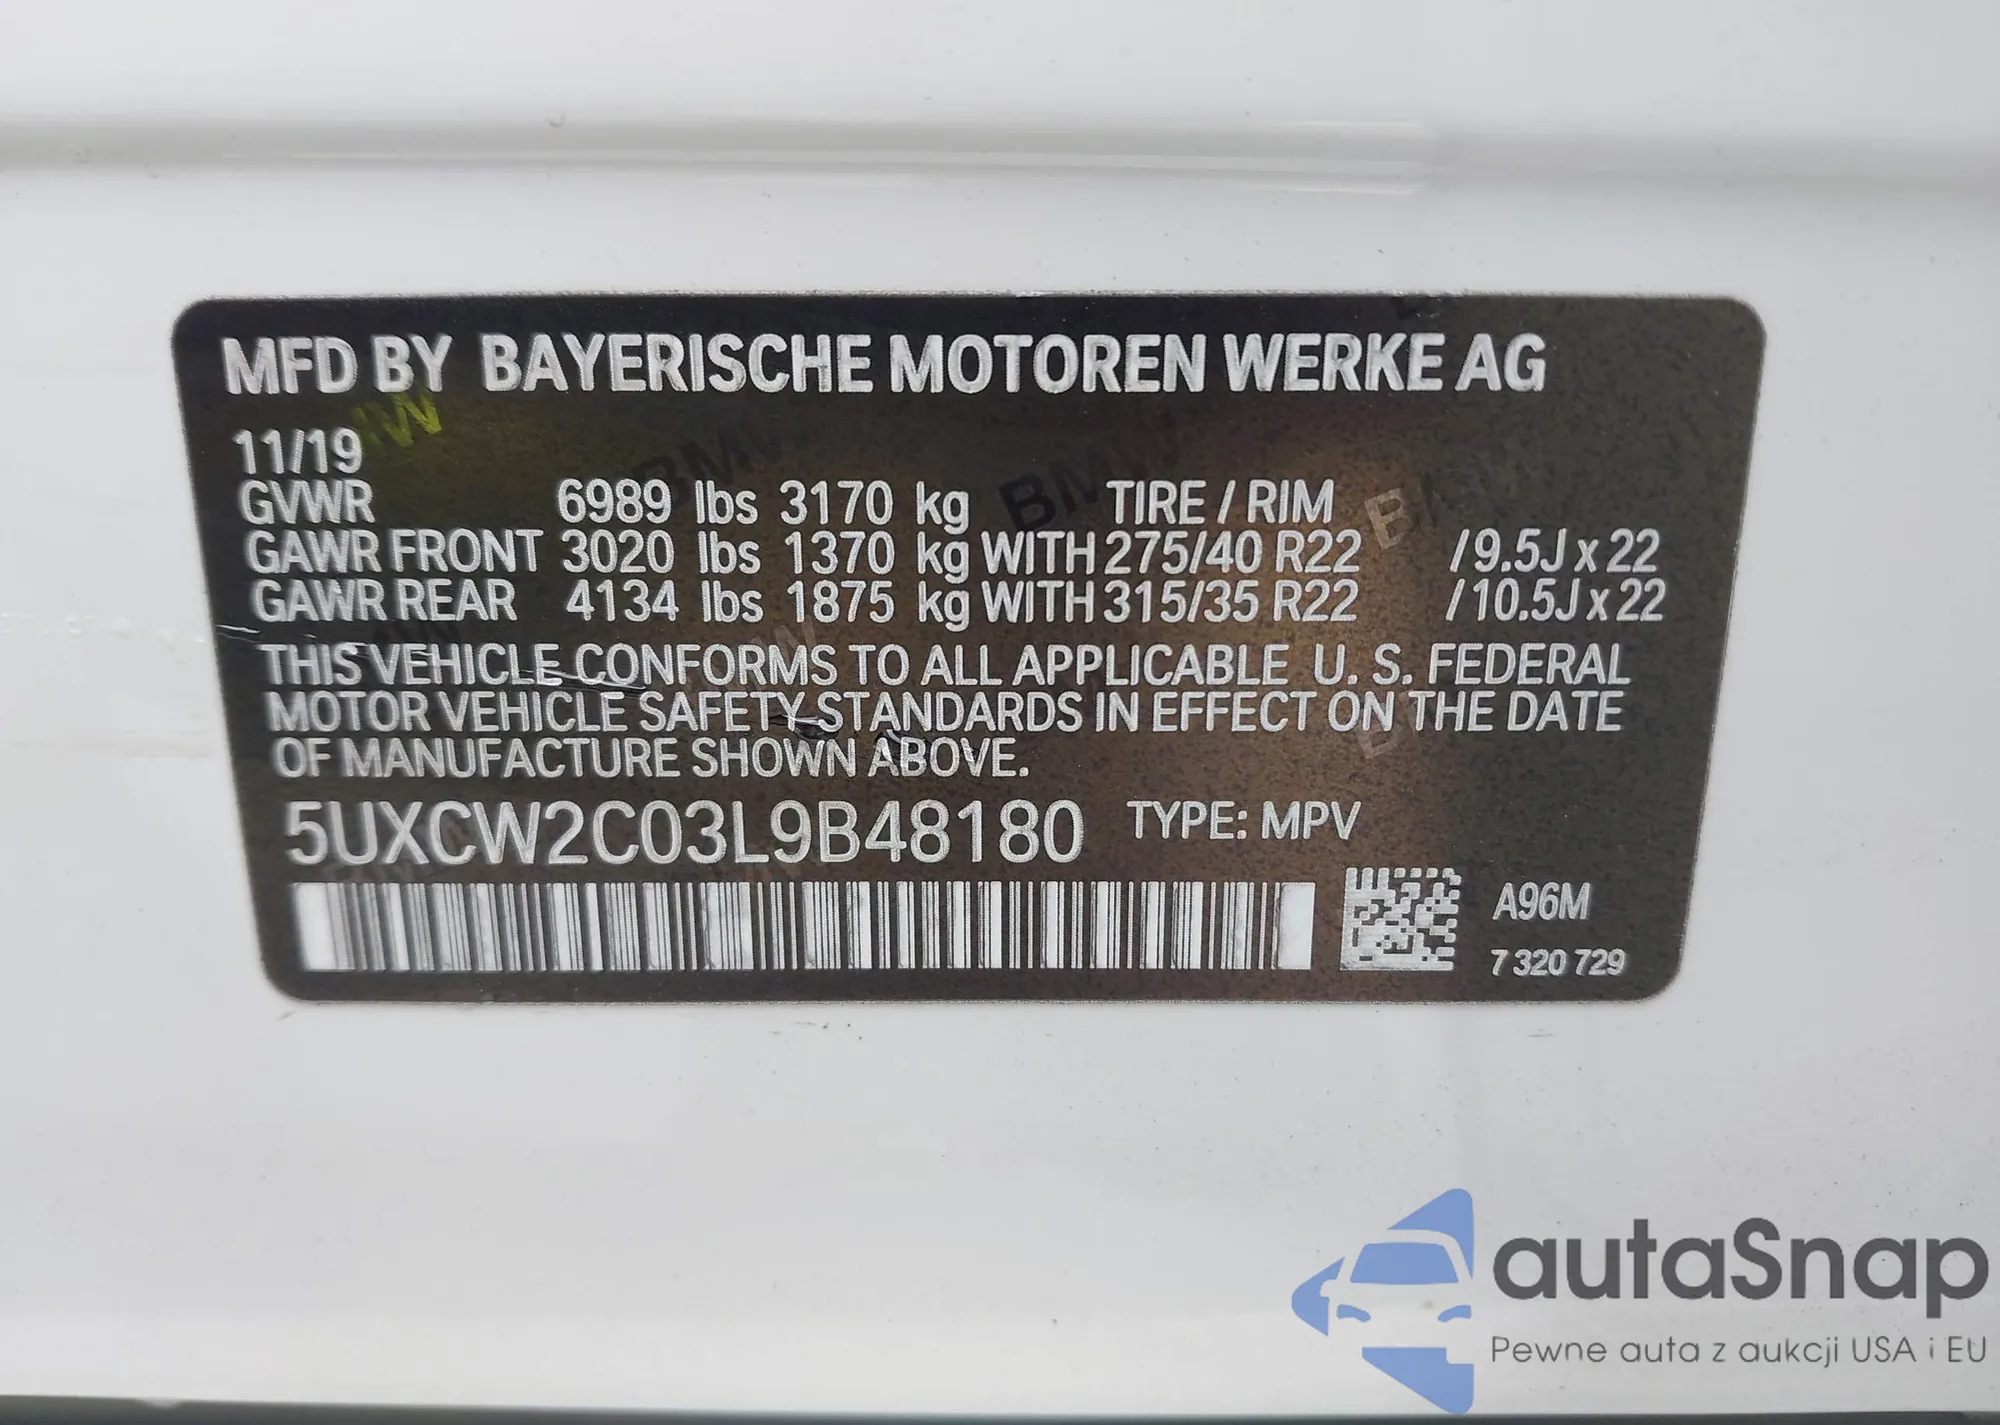 MFD BY BAYERISCHE MOTOREN WERKE AG
11/19
GVWR 6989 lbs 3170 kg TIRE / RIM
GAWR FRONT 3020 lbs 1370 kg WITH 275/40 R22 / 9.5J x 22
GAWR REAR 4134 lbs 1875 kg WITH 315/35 R22 / 10.5J x 22
THIS VEHICLE CONFORMS TO ALL APPLICABLE U. S. FEDERAL
MOTOR VEHICLE SAFETY STANDARDS IN EFFECT ON THE DATE
OF MANUFACTURE SHOWN ABOVE.
5UXCW2C03L9B48180 TYPE: MPV
A96M
7 320 729
autaSnap
Pewne auta z aukcji USA i EU